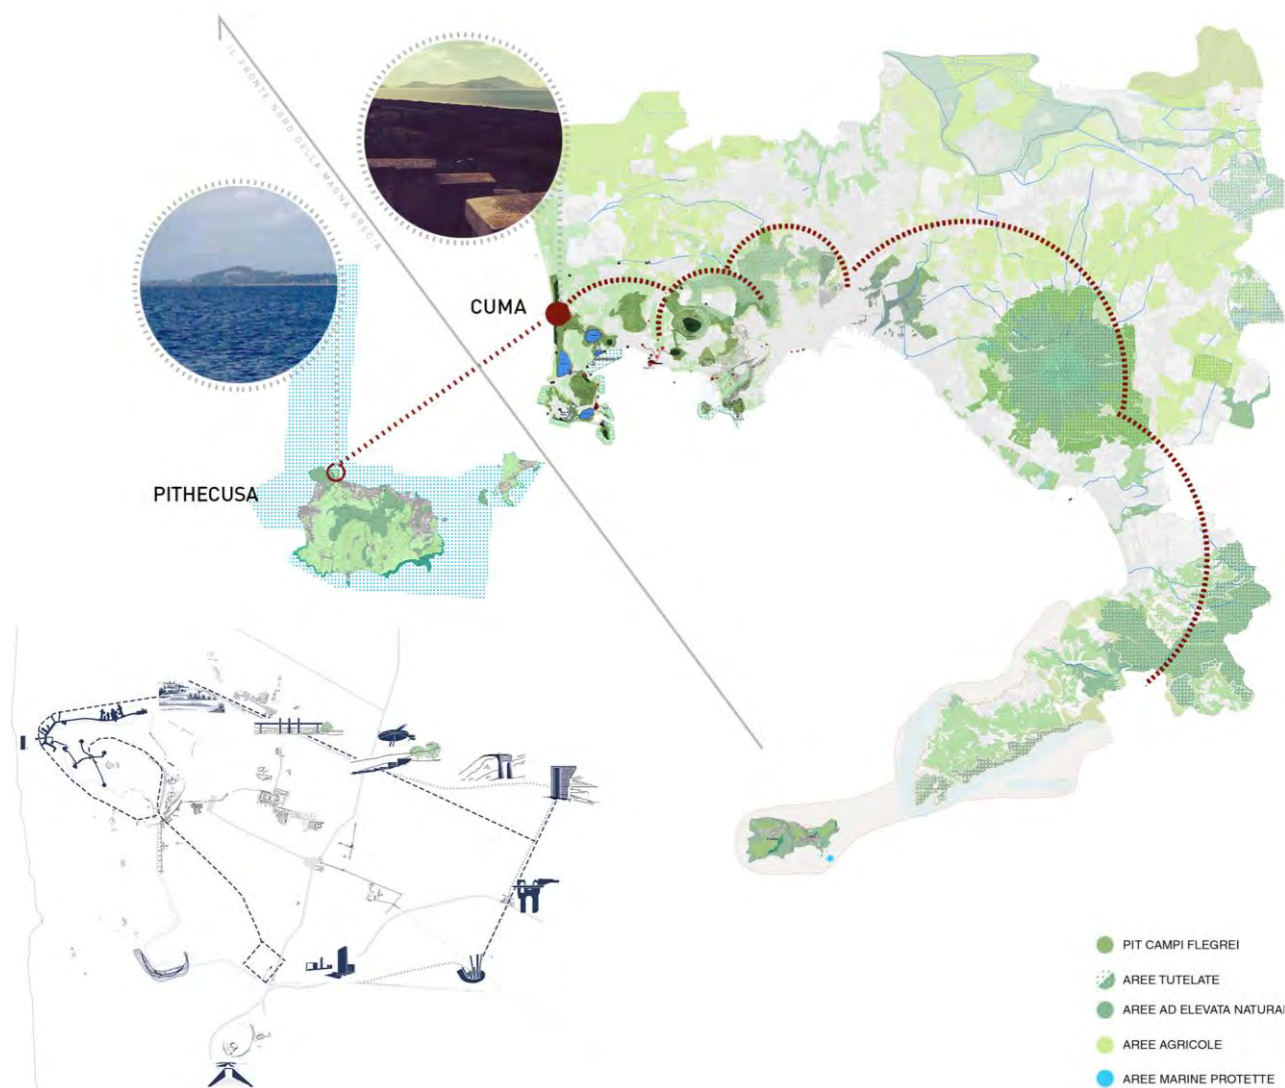 IL FRONTE NORD DELLA MAGNA GRECIA
CUMA
PITHECUSA
PIT CAMPI FLEGREI
AREE TUTELATE
AREE AD ELEVATA NATURA
AREE AGRICOLE
AREE MARINE PROTETTE